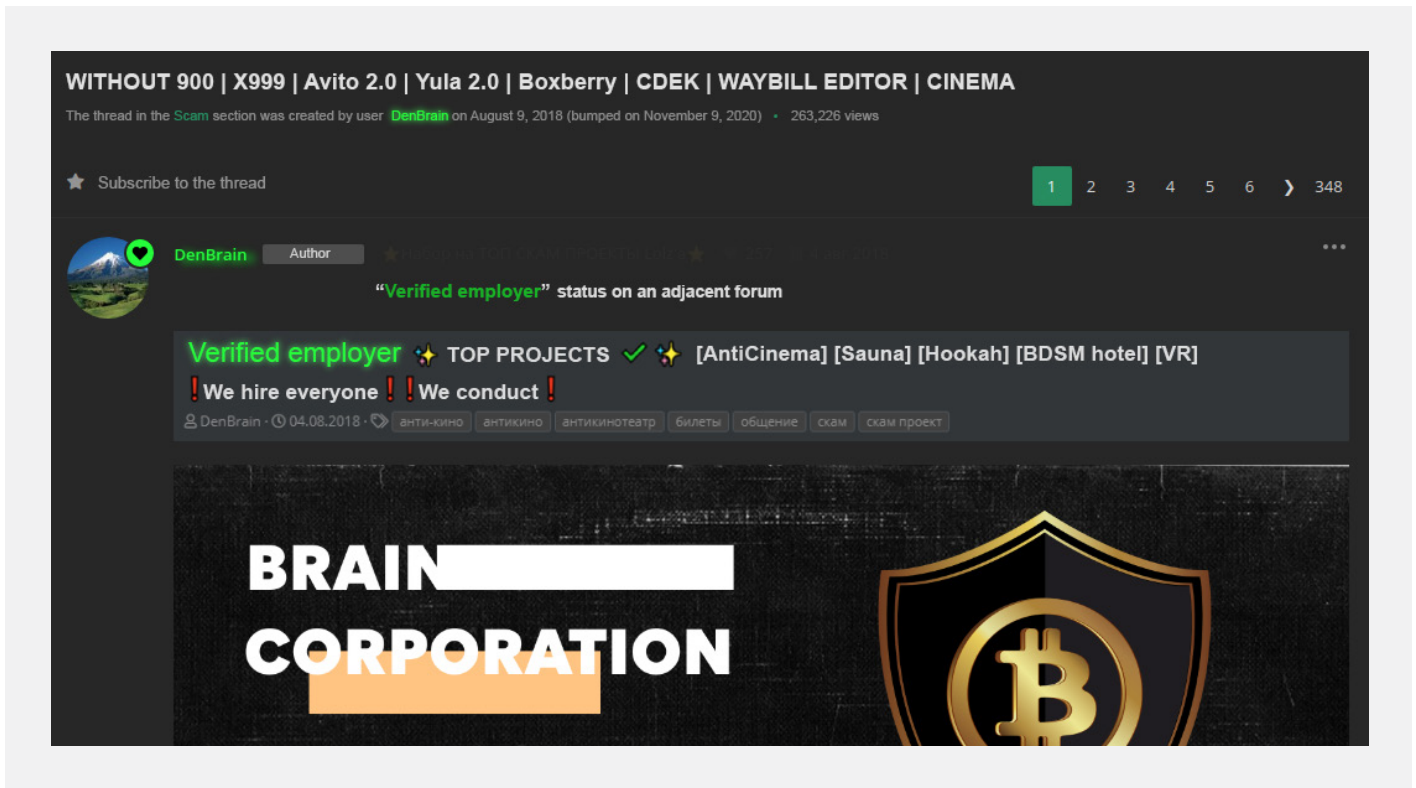 WITHOUT 900 | X999 | Avito 2.0 | Yula 2.0 | Boxberry | CDEK | WAYBILL EDITOR | CINEMA
The thread in the Scam section was created by user DenBrain on August 9, 2018 (bumped on November 9, 2020) • 263,226 views
Subscribe to the thread
1 2 3 4 5 6 ❯ 348
DenBrain Author
“Verified employer” status on an adjacent forum
Verified employer ✨ TOP PROJECTS ✔ ✨ [AntiCinema] [Sauna] [Hookah] [BDSM hotel] [VR]
❗We hire everyone❗❗We conduct❗
DenBrain · 04.08.2018 · анти-кино антикино антикинотеатр билеты общение скам скам проект
BRAIN
CORPORATION